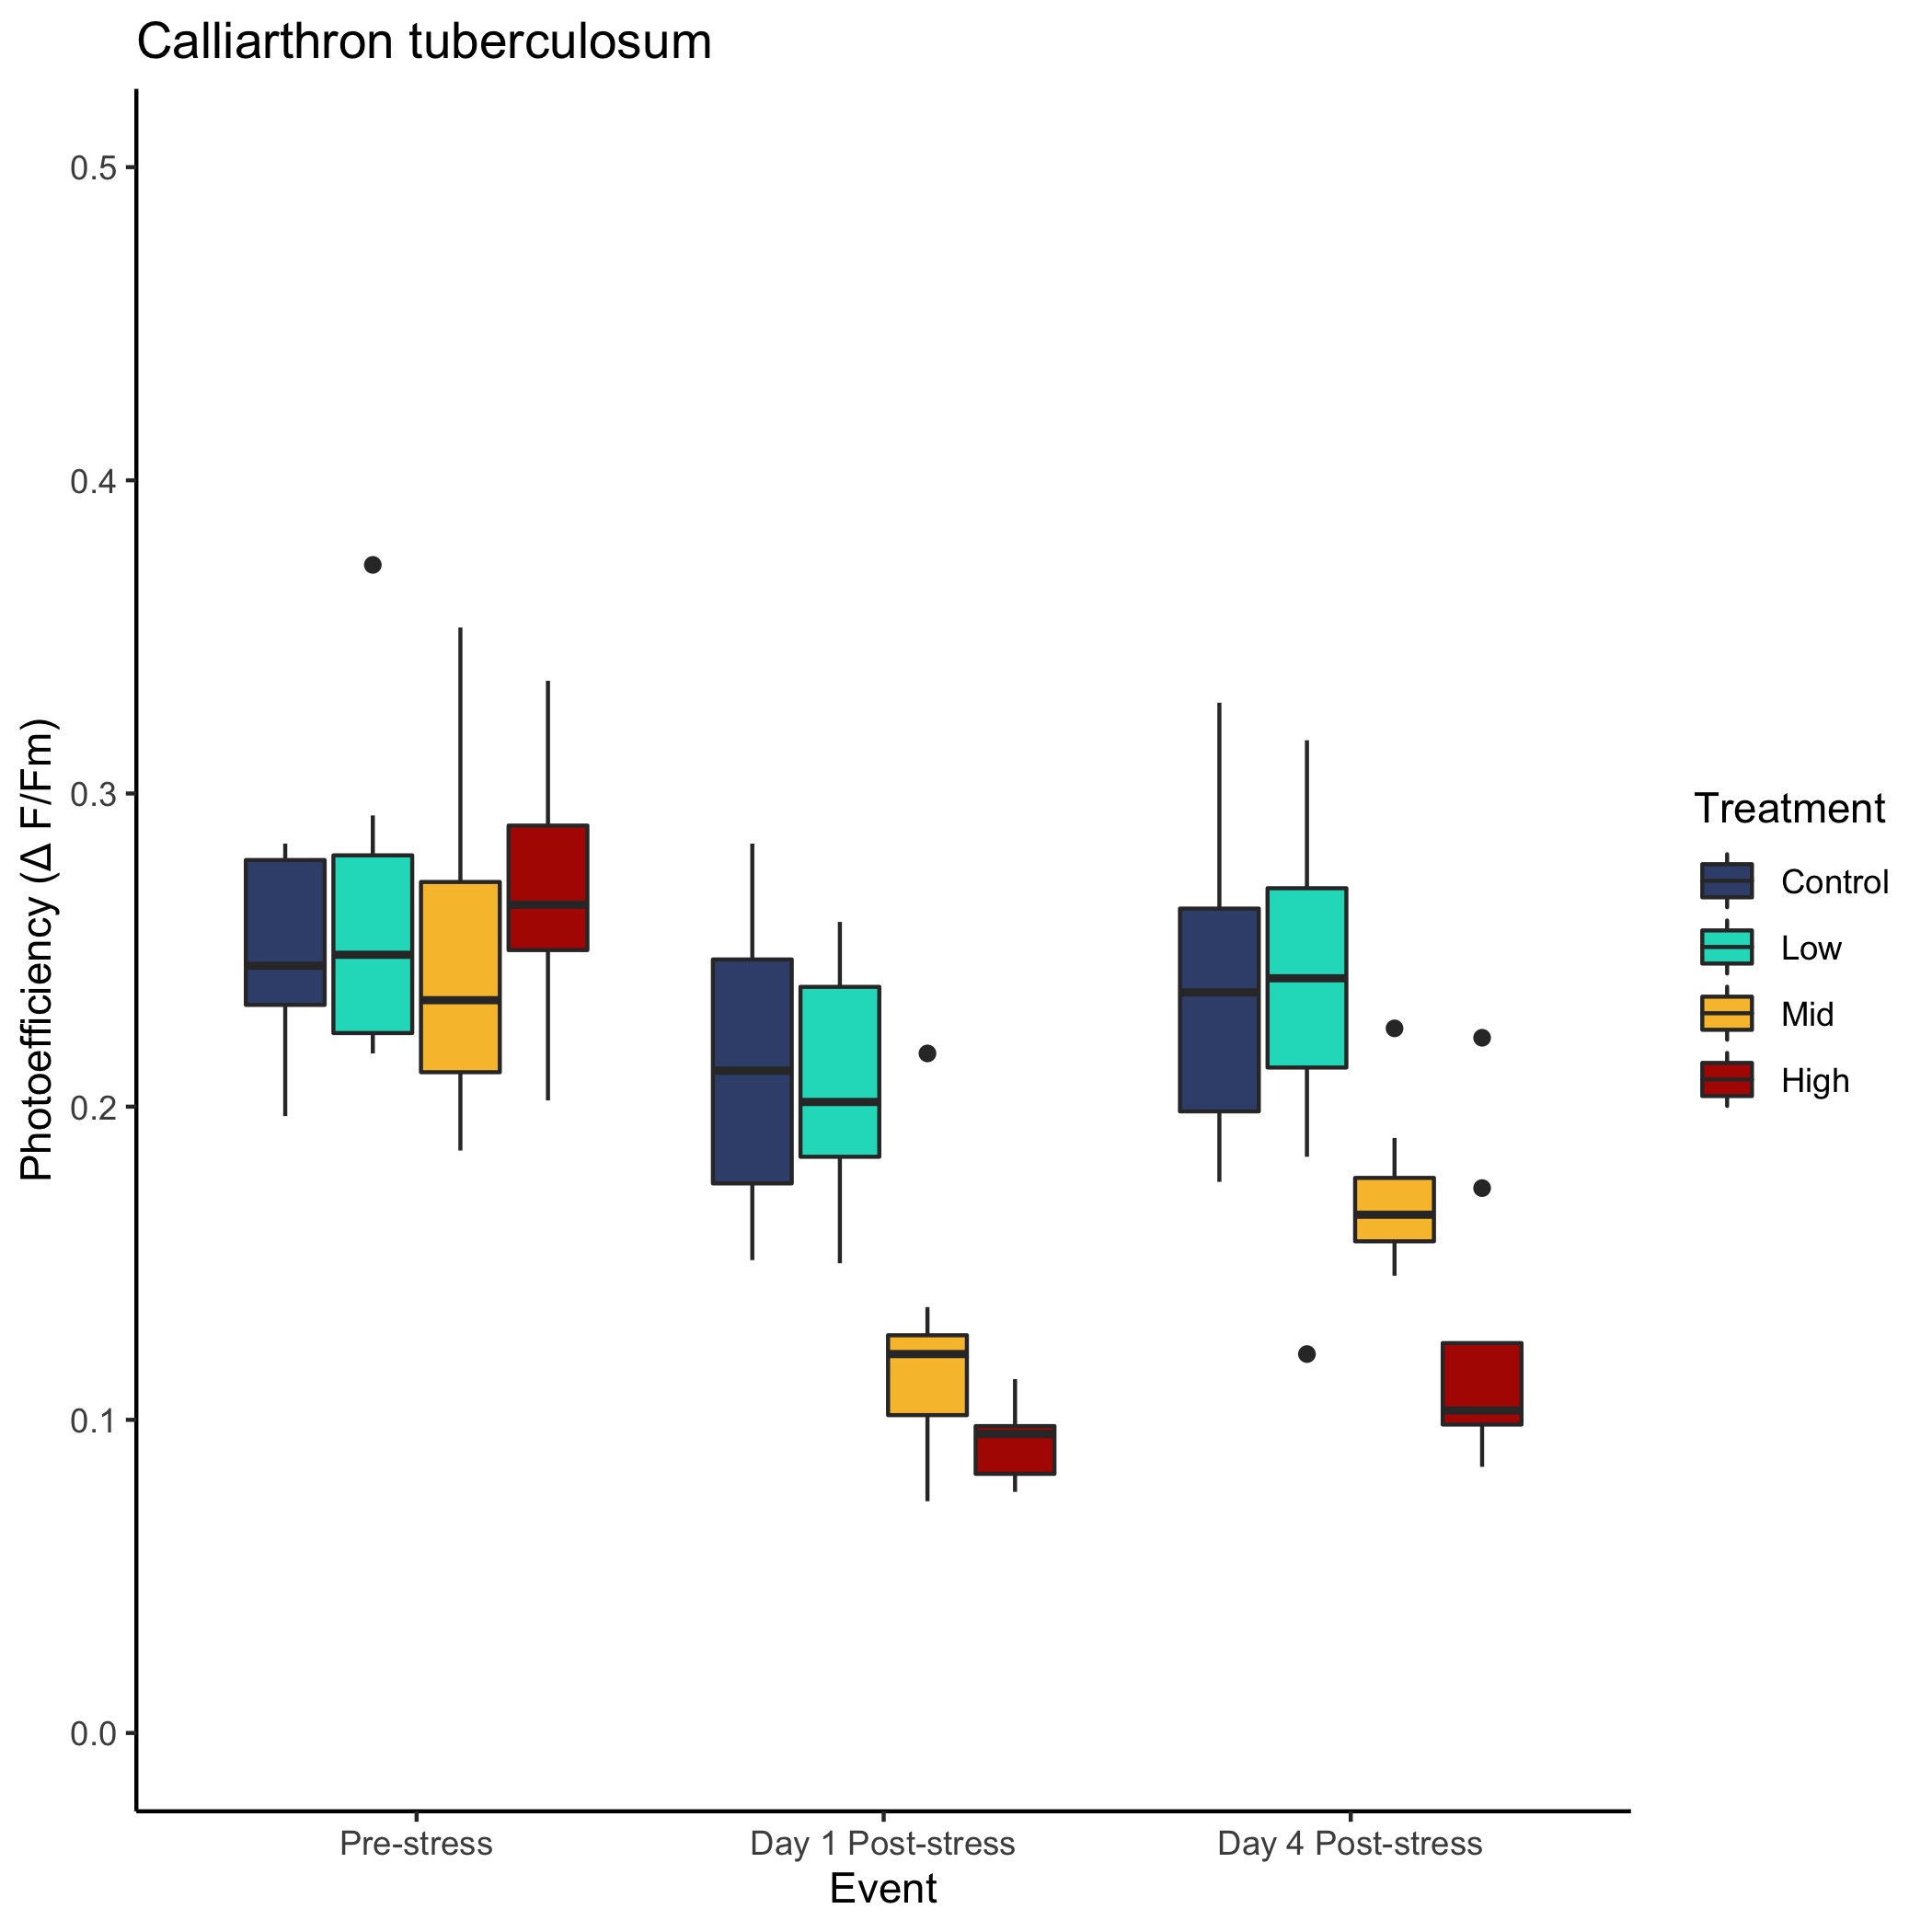 Calliarthron tuberculosum
Photoefficiency (Δ F/Fm)
0.5
0.4
0.3
0.2
0.1
0.0
Pre-stress
Day 1 Post-stress
Day 4 Post-stress
Event
Treatment
Control
Low
Mid
High